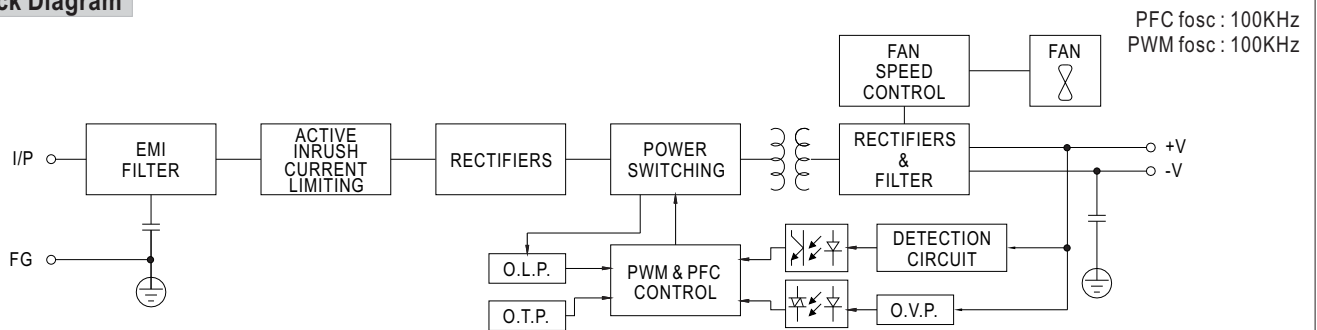 ck Diagram
PFC fosc : 100KHz
PWM fosc : 100KHz
FAN
SPEED
CONTROL
FAN
I/P
EMI
FILTER
ACTIVE
INRUSH
CURRENT
LIMITING
RECTIFIERS
POWER
SWITCHING
RECTIFIERS
&
FILTER
+V
-V
FG
O.L.P.
O.T.P.
PWM & PFC
CONTROL
DETECTION
CIRCUIT
O.V.P.